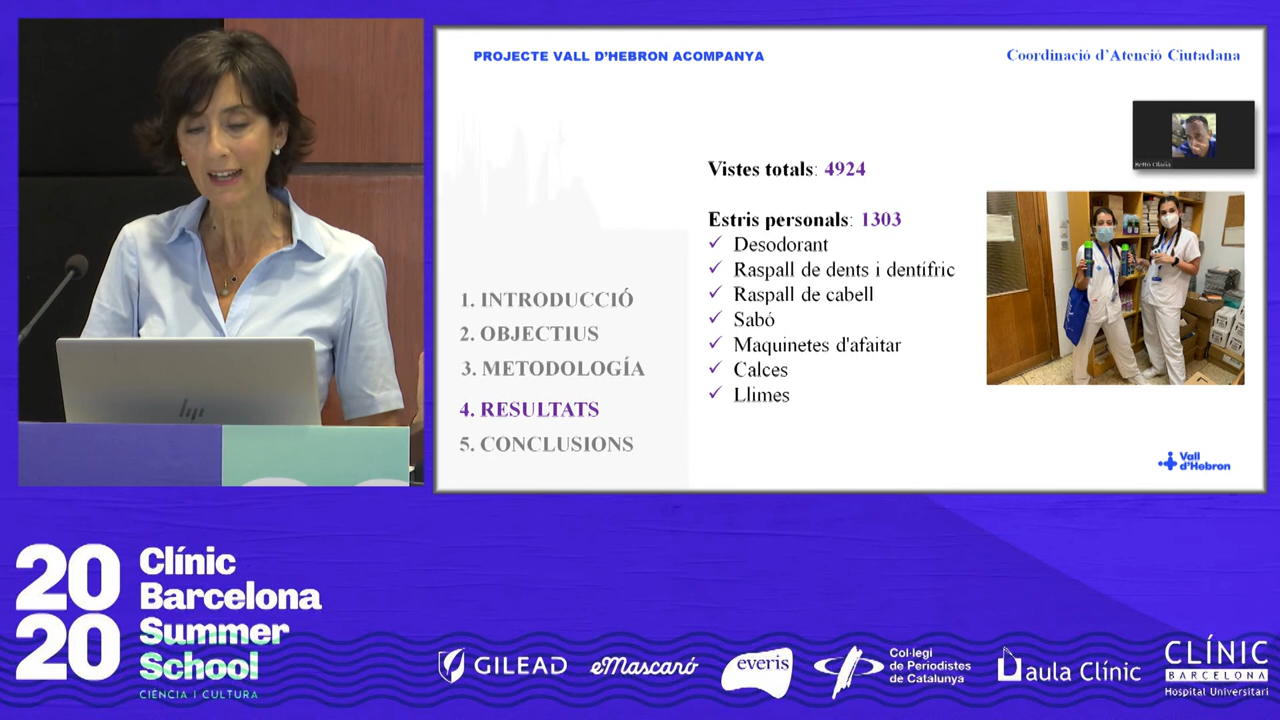 PROJECTE VALL D'HEBRON ACOMPANYA
Coordinació d'Atenció Ciutadana
Vistes totals: 4924
Estris personals: 1303
✓ Desodorant
✓ Raspall de dents i dentífric
✓ Raspall de cabell
✓ Sabó
✓ Maquinetes d'afaitar
✓ Calces
✓ Llimes
1. INTRODUCCIÓ
2. OBJECTIUS
3. METODOLOGÍA
4. RESULTATS
5. CONCLUSIONS
Vall
d'Hebron
hp
2020
Clínic
Barcelona
Summer
School
CIÈNCIA I CULTURA
GILEAD
eMascaró
everis
Col·legi
de Periodistes
de Catalunya
aula Clínic
CLÍNIC
BARCELONA
Hospital Universitari